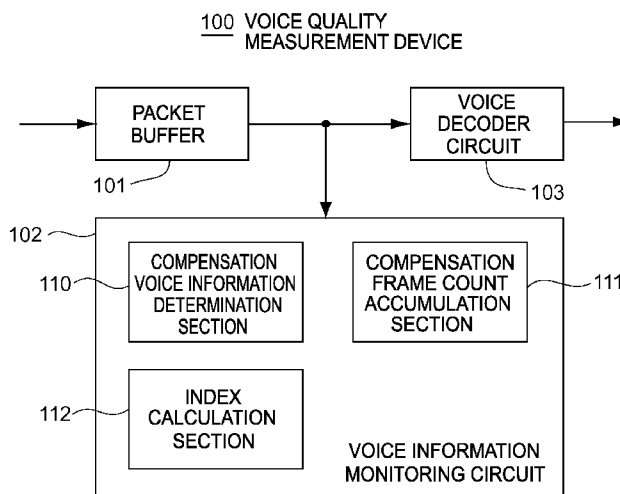 100 VOICE QUALITY
MEASUREMENT DEVICE
PACKET
BUFFER
101
VOICE
DECODER
CIRCUIT
103
102
COMPENSATION
VOICE INFORMATION
DETERMINATION
SECTION
110
COMPENSATION
FRAME COUNT
ACCUMULATION
SECTION
111
INDEX
CALCULATION
SECTION
112
VOICE INFORMATION
MONITORING CIRCUIT